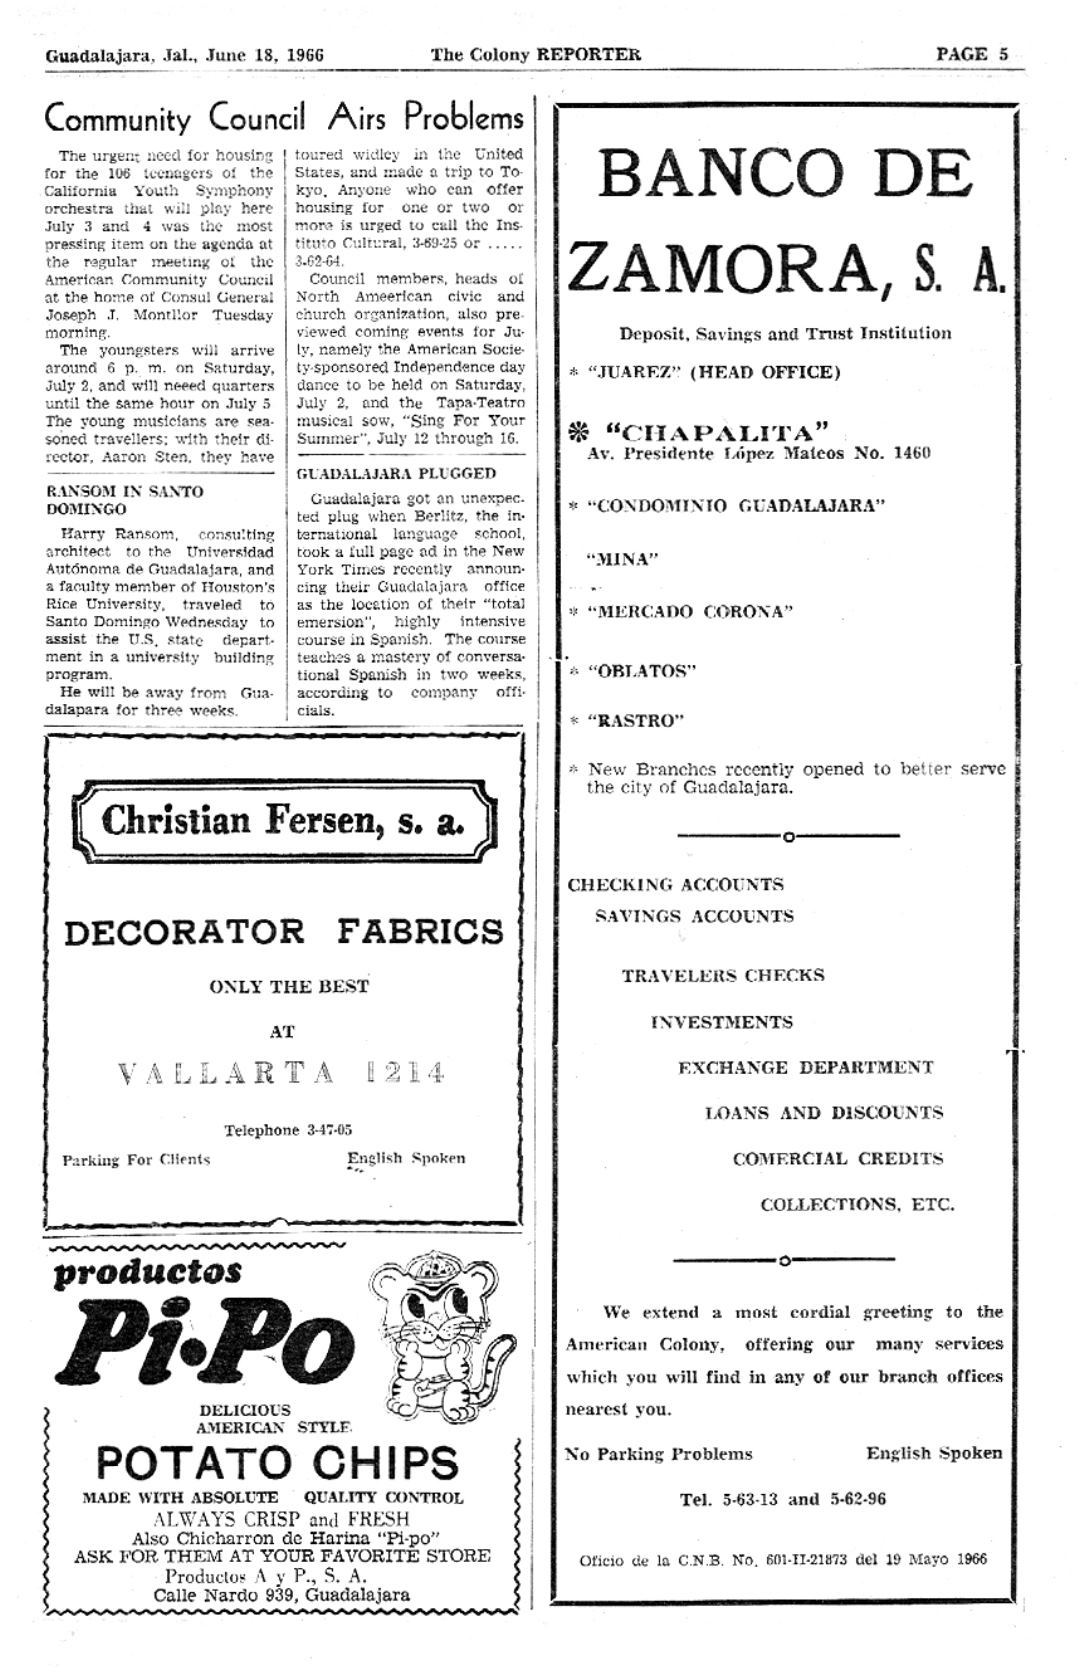 Guadalajara, Jal., June 18, 1966 The Colony REPORTER PAGE 5
Community Council Airs Problems
The urgent need for housing
for the 106 teenagers of the
California Youth Symphony
orchestra that will play here
July 3 and 4 was the most
pressing item on the agenda at
the regular meeting of the
American Community Council
at the home of Consul General
Joseph J. Montllor Tuesday
morning.
The youngsters will arrive
around 6 p. m. on Saturday,
July 2, and will neeed quarters
until the same hour on July 5
The young musicians are sea-
soned travellers; with their di-
rector, Aaron Sten, they have
toured widley in the United
States, and made a trip to To-
kyo. Anyone who can offer
housing for one or two or
more is urged to call the Ins-
tituto Cultural, 3-69-25 or .....
3-62-64.
Council members, heads of
North Ameerican civic and
church organization, also pre-
viewed coming events for Ju-
ly, namely the American Socie-
ty-sponsored Independence day
dance to be held on Saturday,
July 2, and the Tapa-Teatro
musical sow, "Sing For Your
Summer", July 12 through 16.
RANSOM IN SANTO
DOMINGO
Harry Ransom, consulting
architect to the Universidad
Autónoma de Guadalajara, and
a faculty member of Houston's
Rice University, traveled to
Santo Domingo Wednesday to
assist the U.S. state depart-
ment in a university building
program.
He will be away from Gua-
dalapara for three weeks.
GUADALAJARA PLUGGED
Guadalajara got an unexpec-
ted plug when Berlitz, the in-
ternational language school,
took a full page ad in the New
York Times recently announ-
cing their Guadalajara office
as the location of their "total
emersion", highly intensive
course in Spanish. The course
teaches a mastery of conversa-
tional Spanish in two weeks,
according to company offi-
cials.
Christian Fersen, s. a.
DECORATOR FABRICS
ONLY THE BEST
AT
VALLARTA 1214
Telephone 3-47-05
Parking For Clients English Spoken
productos
Pi-Po
DELICIOUS
AMERICAN STYLE
POTATO CHIPS
MADE WITH ABSOLUTE QUALITY CONTROL
ALWAYS CRISP and FRESH
Also Chicharron de Harina "Pi-po"
ASK FOR THEM AT YOUR FAVORITE STORE
Productos A y P., S. A.
Calle Nardo 939, Guadalajara
BANCO DE
ZAMORA, S. A.
Deposit, Savings and Trust Institution
* "JUAREZ" (HEAD OFFICE)
* "CHAPALITA"
Av. Presidente López Mateos No. 1460
* "CONDOMINIO GUADALAJARA"
"MINA"
* "MERCADO CORONA"
* "OBLATOS"
* "RASTRO"
* New Branches recently opened to better serve
the city of Guadalajara.
CHECKING ACCOUNTS
SAVINGS ACCOUNTS
TRAVELERS CHECKS
INVESTMENTS
EXCHANGE DEPARTMENT
LOANS AND DISCOUNTS
COMERCIAL CREDITS
COLLECTIONS, ETC.
We extend a most cordial greeting to the
American Colony, offering our many services
which you will find in any of our branch offices
nearest you.
No Parking Problems English Spoken
Tel. 5-63-13 and 5-62-96
Oficio de la C.N.B. No. 601-II-21873 del 19 Mayo 1966